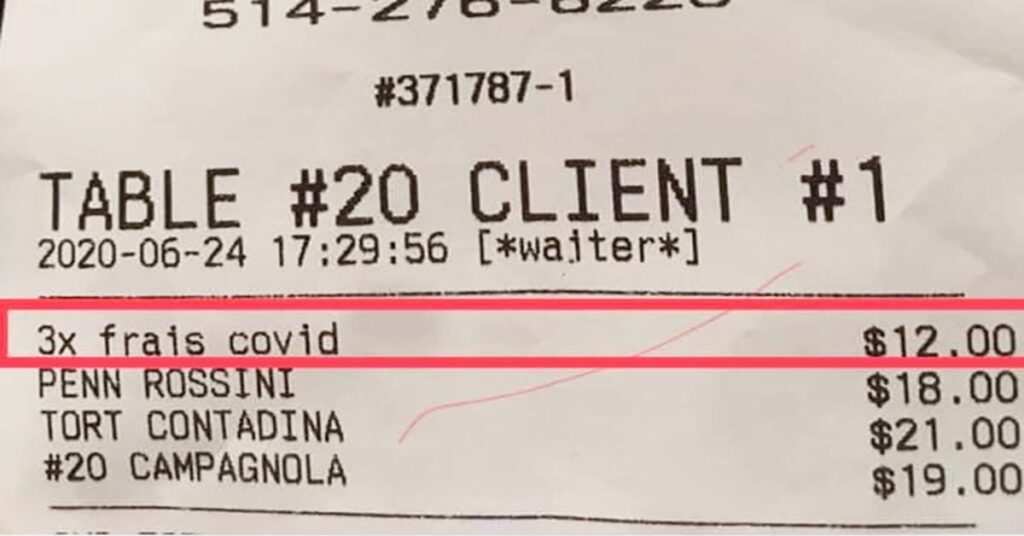 #371787-1
TABLE #20 CLIENT #1
2020-06-24 17:29:56 [*waiter*]
3x frais covid $12.00
PENN ROSSINI $18.00
TORT CONTADINA $21.00
#20 CAMPAGNOLA $19.00